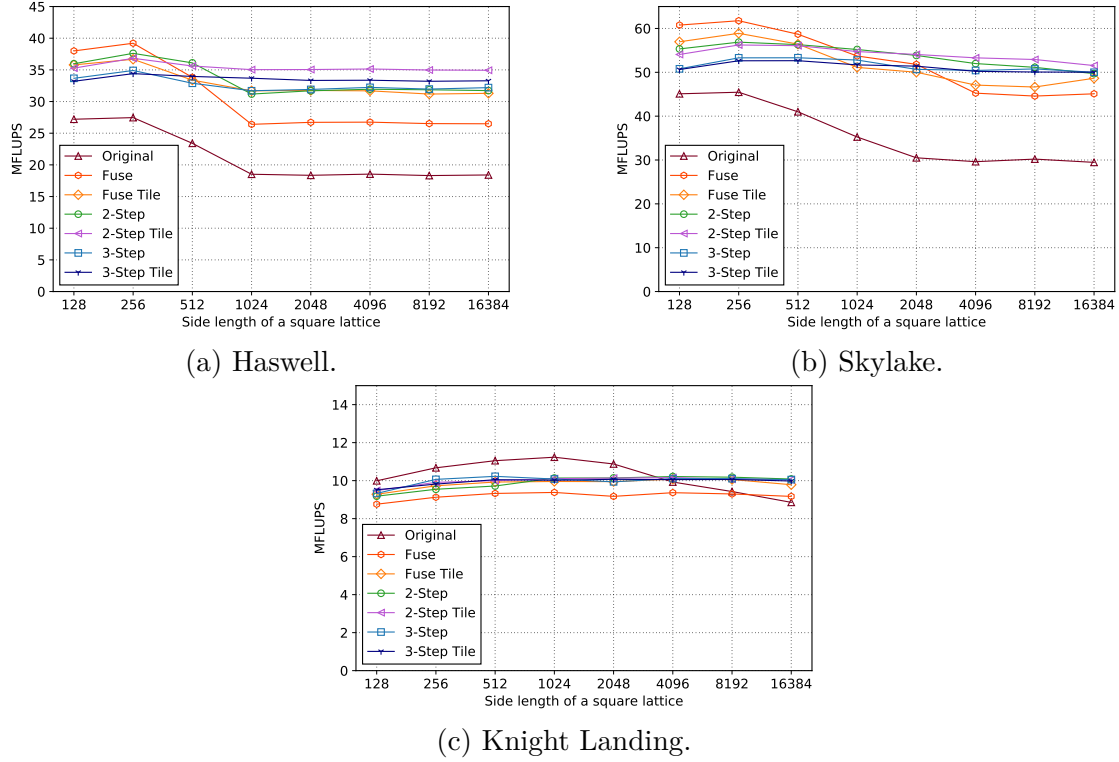 45
40
35
30
25
20
15
10
5
0
MFLUPS
Original
Fuse
Fuse Tile
2-Step
2-Step Tile
3-Step
3-Step Tile
128 256 512 1024 2048 4096 8192 16384
Side length of a square lattice
(a) Haswell.
60
50
40
30
20
10
0
MFLUPS
Original
Fuse
Fuse Tile
2-Step
2-Step Tile
3-Step
3-Step Tile
128 256 512 1024 2048 4096 8192 16384
Side length of a square lattice
(b) Skylake.
14
12
10
8
6
4
2
0
MFLUPS
Original
Fuse
Fuse Tile
2-Step
2-Step Tile
3-Step
3-Step Tile
128 256 512 1024 2048 4096 8192 16384
Side length of a square lattice
(c) Knight Landing.